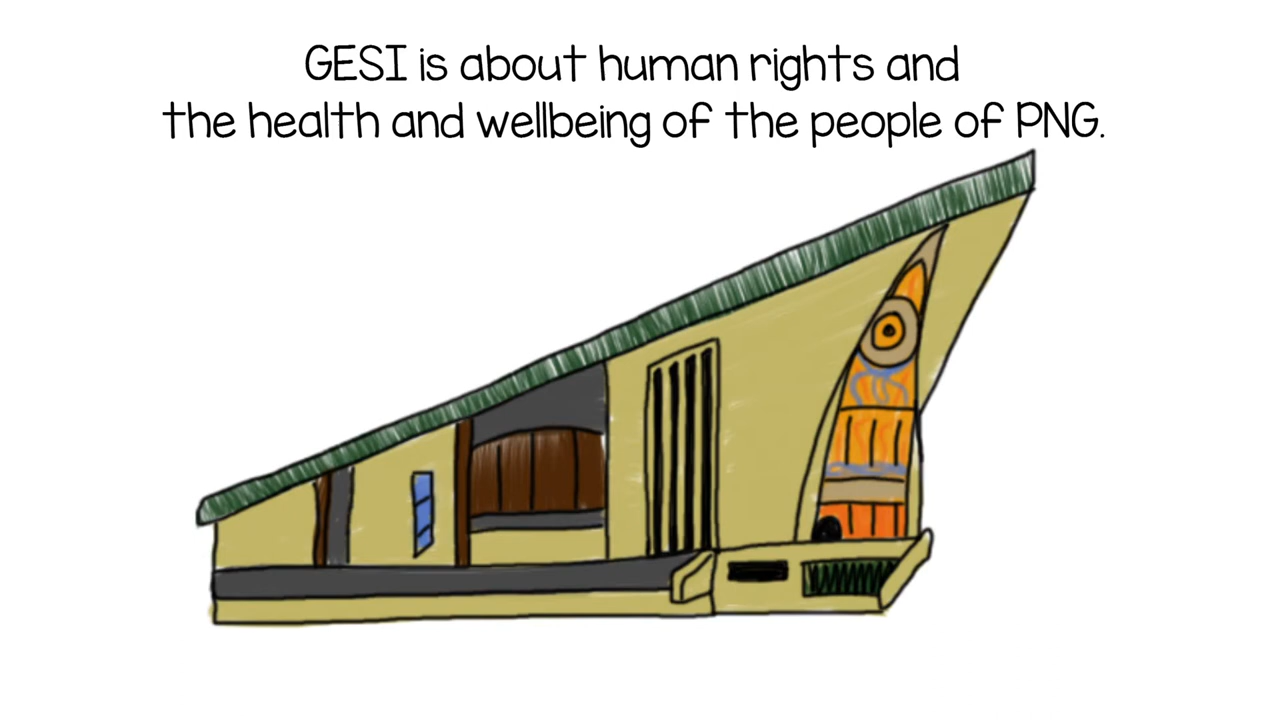 GESI is about human rights and
the health and wellbeing of the people of PNG.